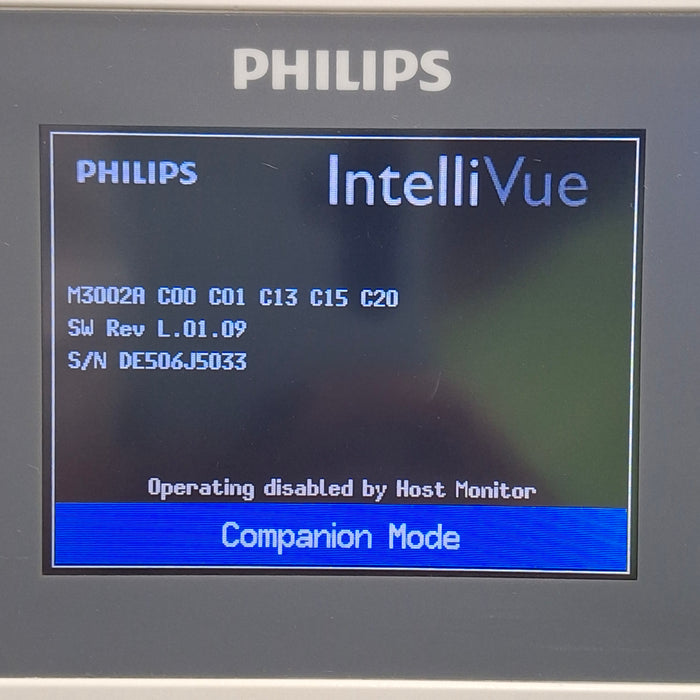 PHILIPS
PHILIPS IntelliVue
M3002A C00 C01 C13 C15 C20
SW Rev L.01.09
S/N DE506J5033
Operating disabled by Host Monitor
Companion Mode